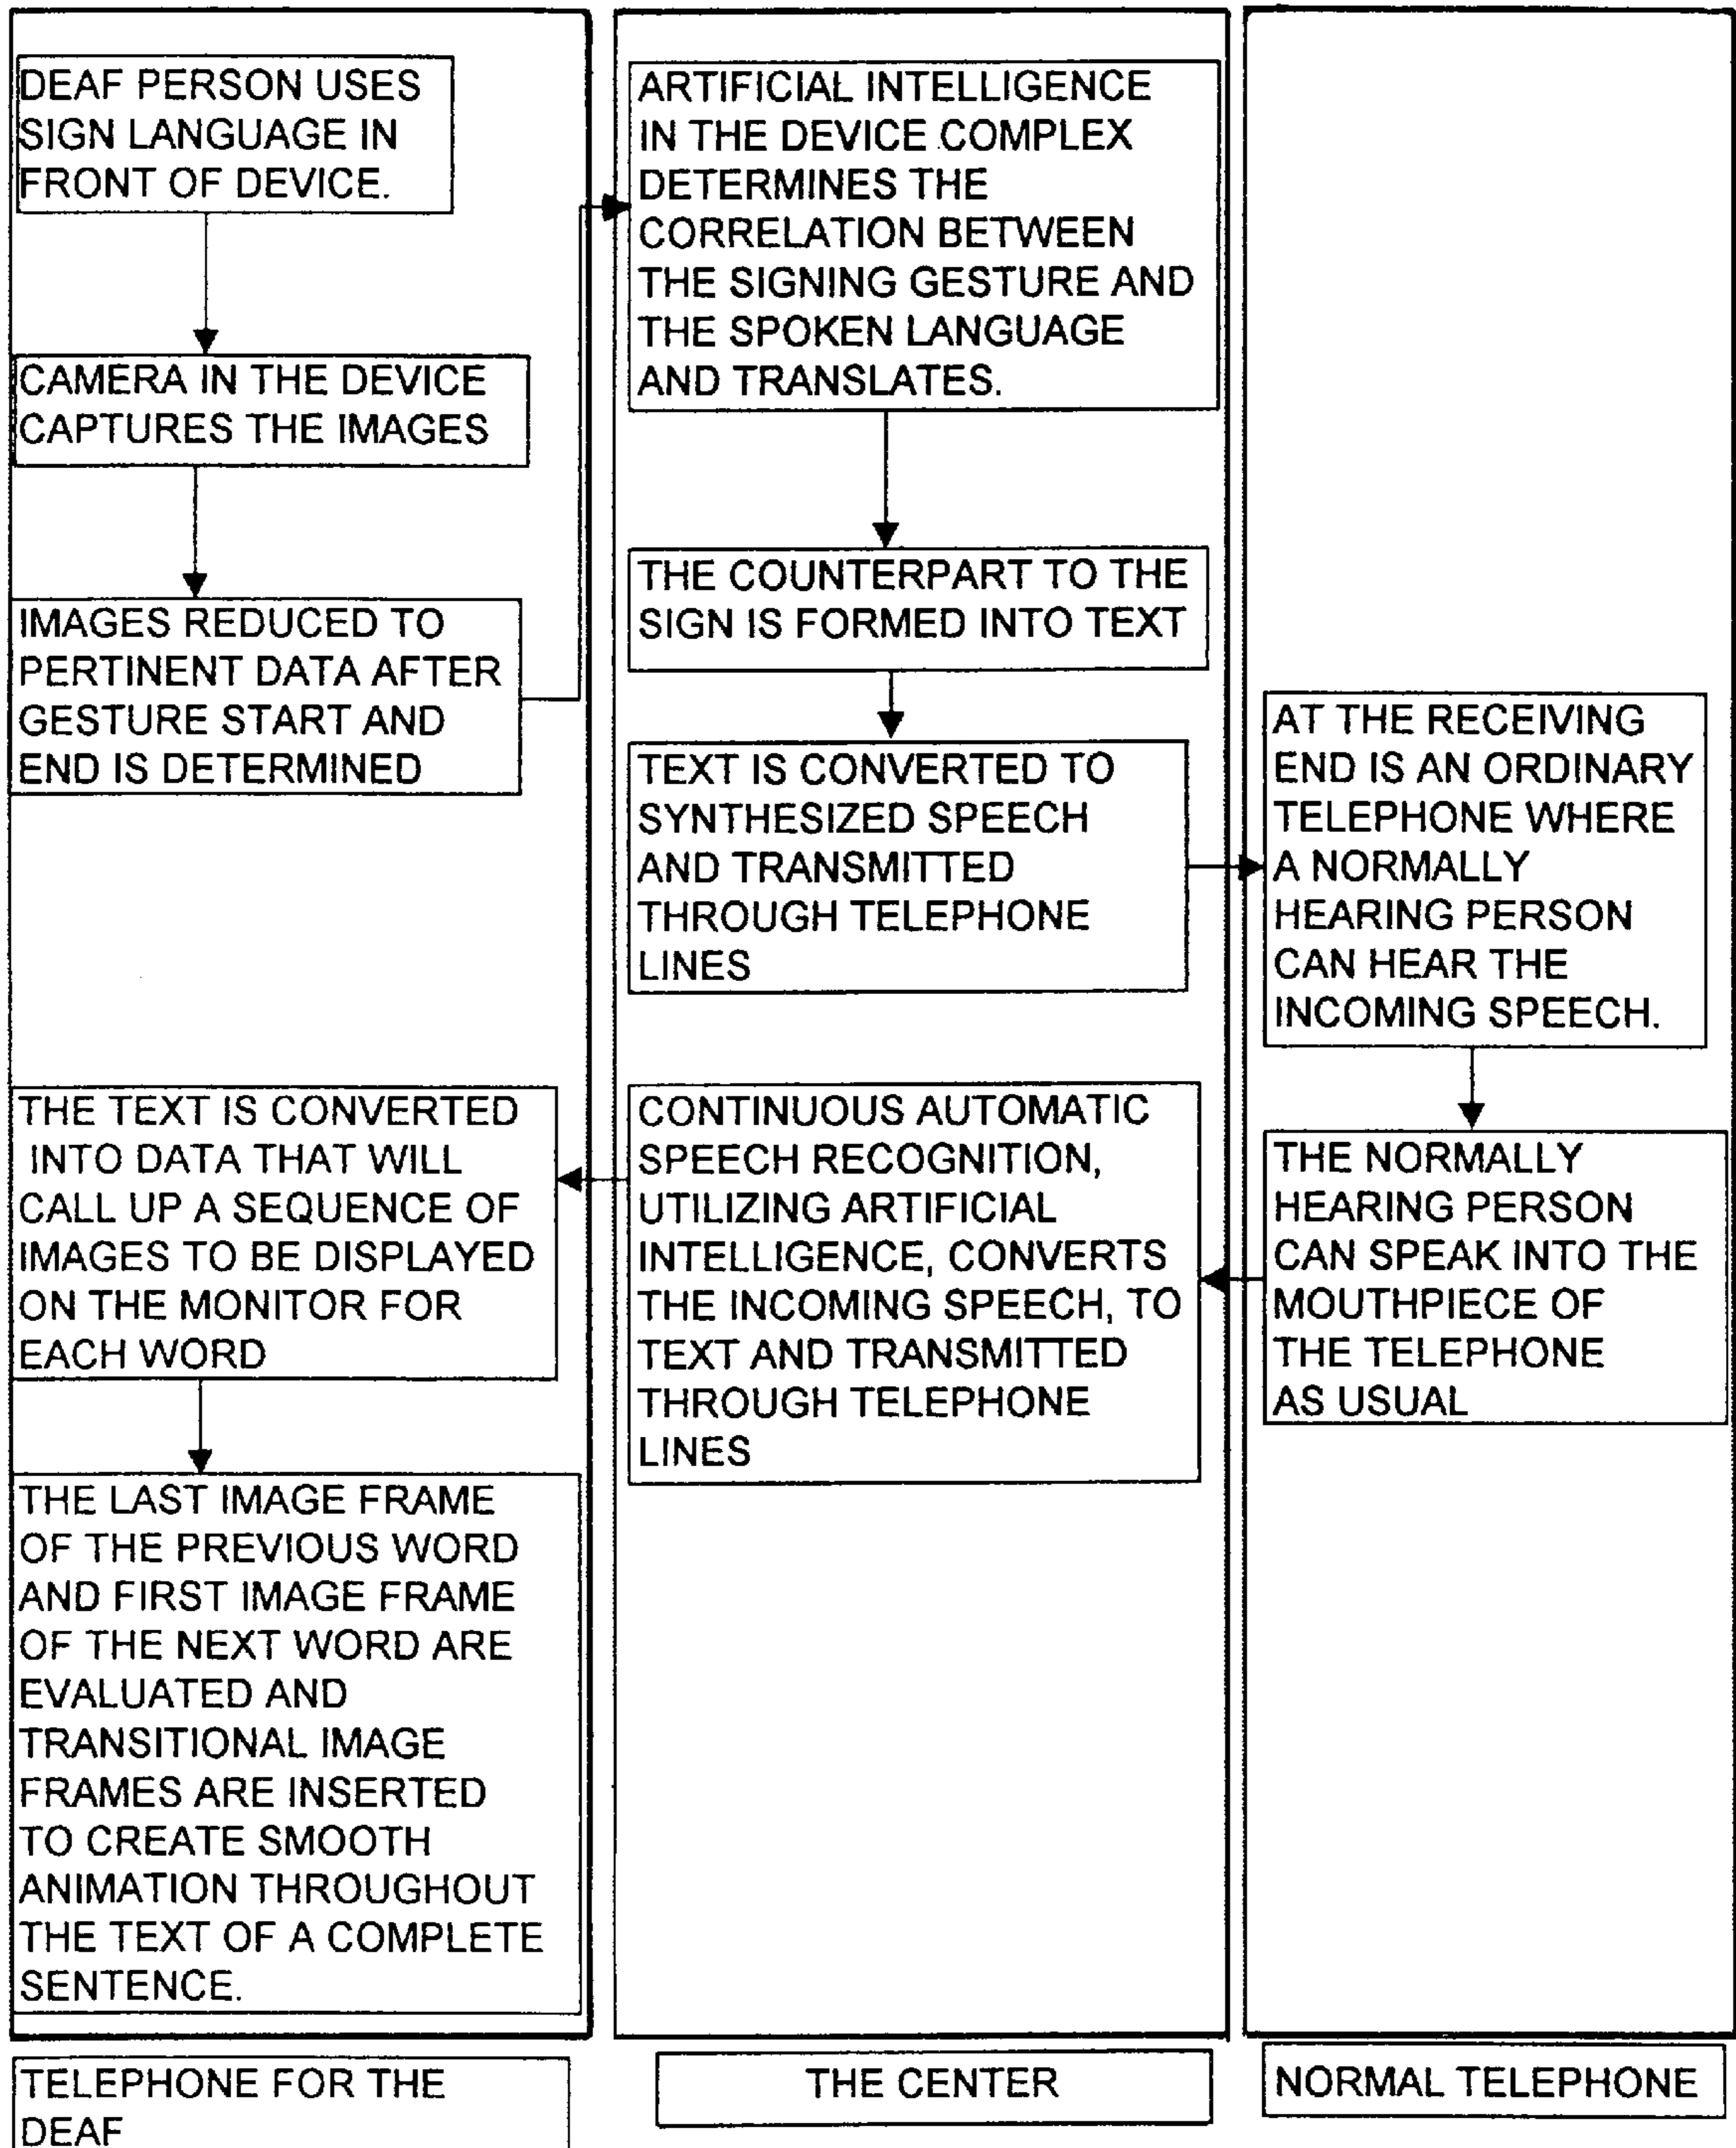 DEAF PERSON USES
SIGN LANGUAGE IN
FRONT OF DEVICE.
CAMERA IN THE DEVICE
CAPTURES THE IMAGES
IMAGES REDUCED TO
PERTINENT DATA AFTER
GESTURE START AND
END IS DETERMINED
ARTIFICIAL INTELLIGENCE
IN THE DEVICE COMPLEX
DETERMINES THE
CORRELATION BETWEEN
THE SIGNING GESTURE AND
THE SPOKEN LANGUAGE
AND TRANSLATES.
THE COUNTERPART TO THE
SIGN IS FORMED INTO TEXT
TEXT IS CONVERTED TO
SYNTHESIZED SPEECH
AND TRANSMITTED
THROUGH TELEPHONE
LINES
AT THE RECEIVING
END IS AN ORDINARY
TELEPHONE WHERE
A NORMALLY
HEARING PERSON
CAN HEAR THE
INCOMING SPEECH.
THE NORMALLY
HEARING PERSON
CAN SPEAK INTO THE
MOUTHPIECE OF
THE TELEPHONE
AS USUAL
CONTINUOUS AUTOMATIC
SPEECH RECOGNITION,
UTILIZING ARTIFICIAL
INTELLIGENCE, CONVERTS
THE INCOMING SPEECH, TO
TEXT AND TRANSMITTED
THROUGH TELEPHONE
LINES
THE TEXT IS CONVERTED
INTO DATA THAT WILL
CALL UP A SEQUENCE OF
IMAGES TO BE DISPLAYED
ON THE MONITOR FOR
EACH WORD
THE LAST IMAGE FRAME
OF THE PREVIOUS WORD
AND FIRST IMAGE FRAME
OF THE NEXT WORD ARE
EVALUATED AND
TRANSITIONAL IMAGE
FRAMES ARE INSERTED
TO CREATE SMOOTH
ANIMATION THROUGHOUT
THE TEXT OF A COMPLETE
SENTENCE.
TELEPHONE FOR THE
DEAF
THE CENTER
NORMAL TELEPHONE